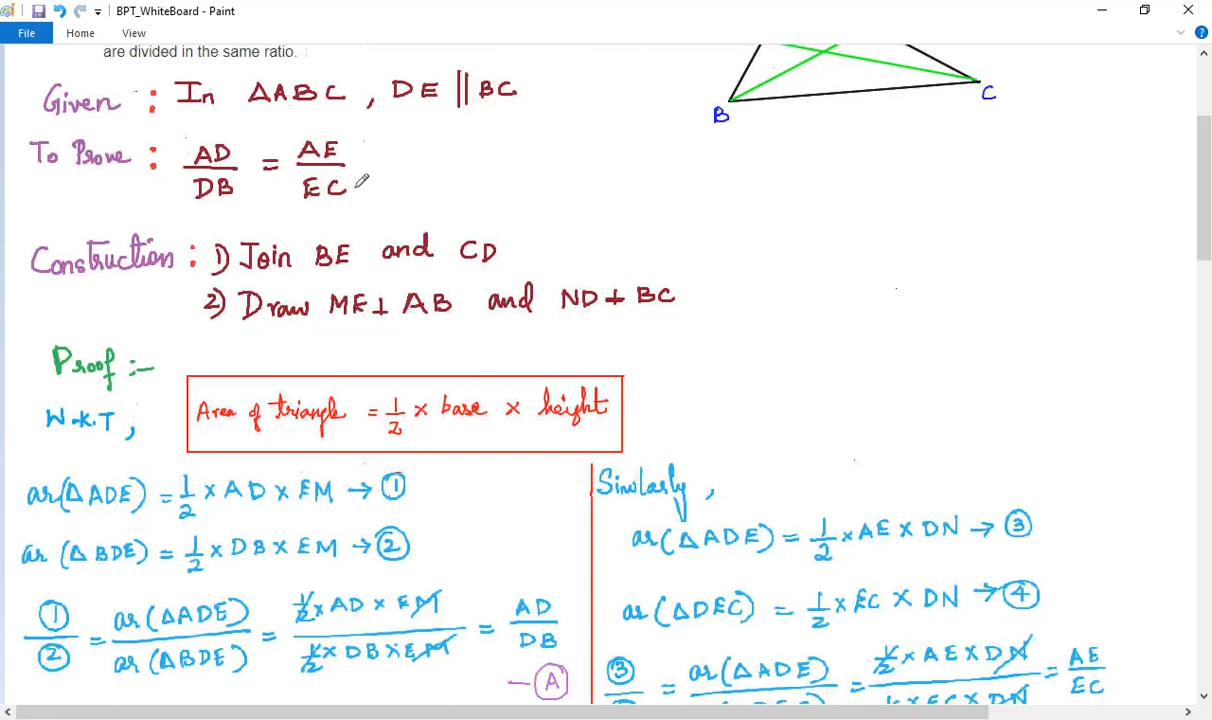 BPT_WhiteBoard - Paint
File Home View
are divided in the same ratio.
Given : In ΔABC, DE || BC
B
C
To Prove : AD/DB = AE/EC
Construction : 1) Join BE and CD
2) Draw ME ⊥ AB and ND ⊥ BC
Proof :-
W.K.T, Area of triangle = 1/2 × base × height
ar(ΔADE) = 1/2 × AD × EM → ①
ar(ΔBDE) = 1/2 × DB × EM → ②
①/② = ar(ΔADE)/ar(ΔBDE) = 1/2 × AD × EM / 1/2 × DB × EM = AD/DB
— Ⓐ
Similarly,
ar(ΔADE) = 1/2 × AE × DN → ③
ar(ΔDEC) = 1/2 × EC × DN → ④
③ = ar(ΔADE) = 1/2 × AE × DN / 1/2 × EC × DN = AE/EC